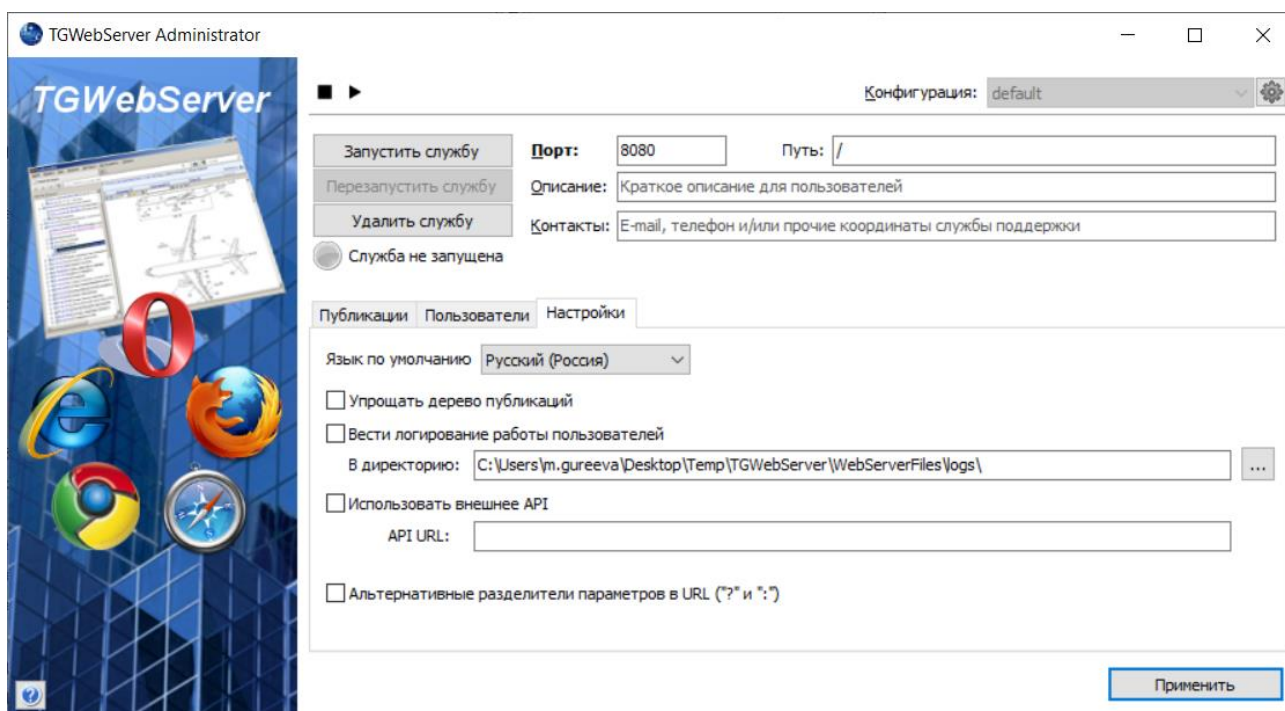 TGWebServer Administrator
TGWebServer
Конфигурация: default
Запустить службу Порт: 8080 Путь: /
Перезапустить службу Описание: Краткое описание для пользователей
Удалить службу Контакты: E-mail, телефон и/или прочие координаты службы поддержки
Служба не запущена
Публикации Пользователи Настройки
Язык по умолчанию Русский (Россия)
Упрощать дерево публикаций
Вести логирование работы пользователей
В директорию: C:\Users\m.gureeva\Desktop\Temp\TGWebServer\WebServerFiles\logs\ ...
Использовать внешнее API
API URL:
Альтернативные разделители параметров в URL ("?" и ":")
Применить